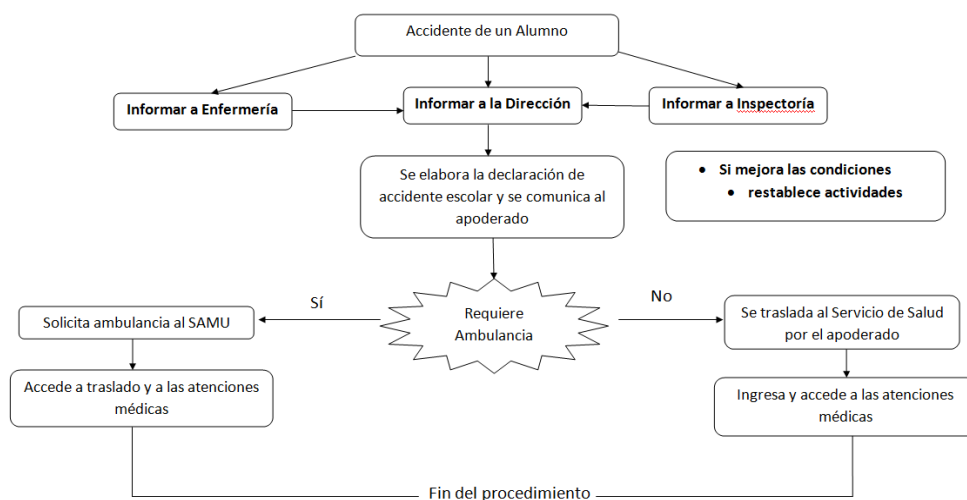 Accidente de un Alumno
Informar a Enfermería
Informar a la Dirección
Informar a Inspectoría
Se elabora la declaración de
accidente escolar y se comunica al
apoderado
• Si mejora las condiciones
• restablece actividades
Requiere
Ambulancia
Sí
No
Solicita ambulancia al SAMU
Se traslada al Servicio de Salud
por el apoderado
Accede a traslado y a las atenciones
médicas
Ingresa y accede a las atenciones
médicas
Fin del procedimiento